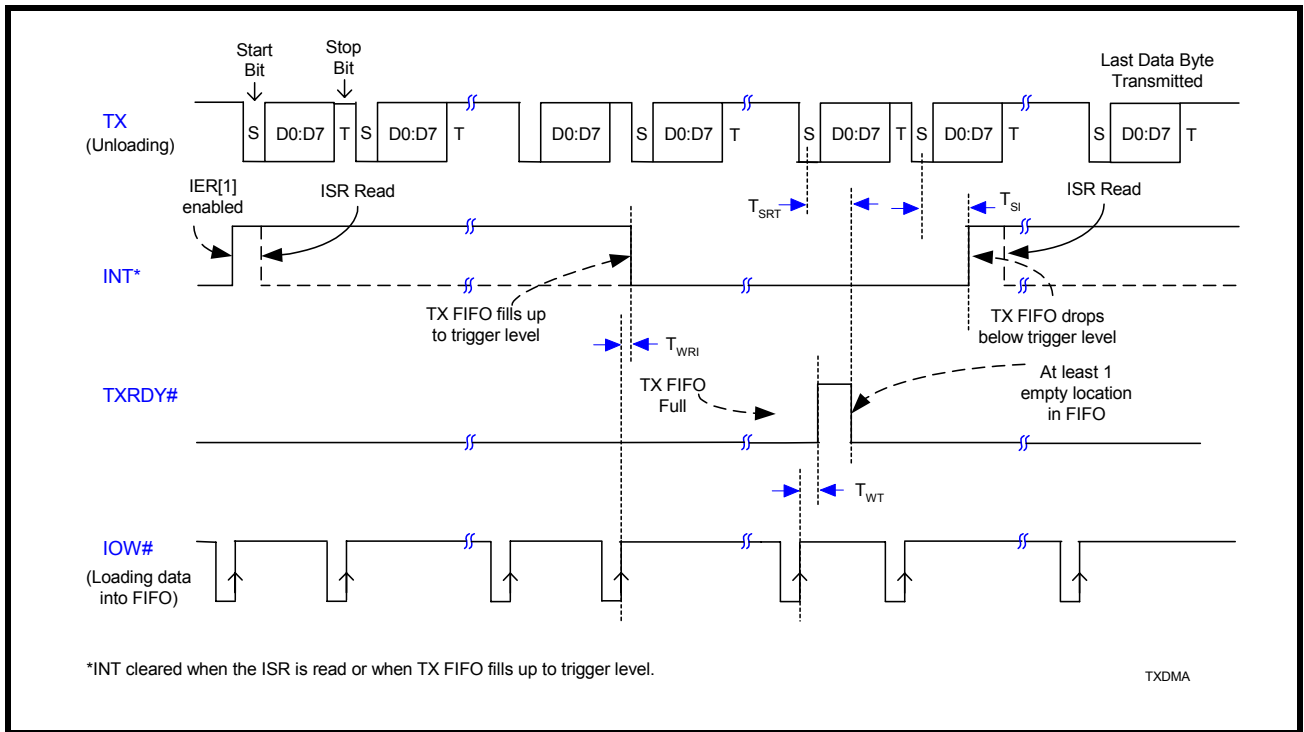 Start
Bit
Stop
Bit
Last Data Byte
Transmitted
TX
(Unloading)
S D0:D7 T S D0:D7 T D0:D7 S D0:D7 T S D0:D7 T S D0:D7 T S D0:D7 T
IER[1]
enabled
ISR Read
TSRT
TSI
ISR Read
INT*
TX FIFO fills up
to trigger level
TX FIFO drops
below trigger level
TWRI
TXRDY#
TX FIFO
Full
At least 1
empty location
in FIFO
TWT
IOW#
(Loading data
into FIFO)
*INT cleared when the ISR is read or when TX FIFO fills up to trigger level.
TXDMA